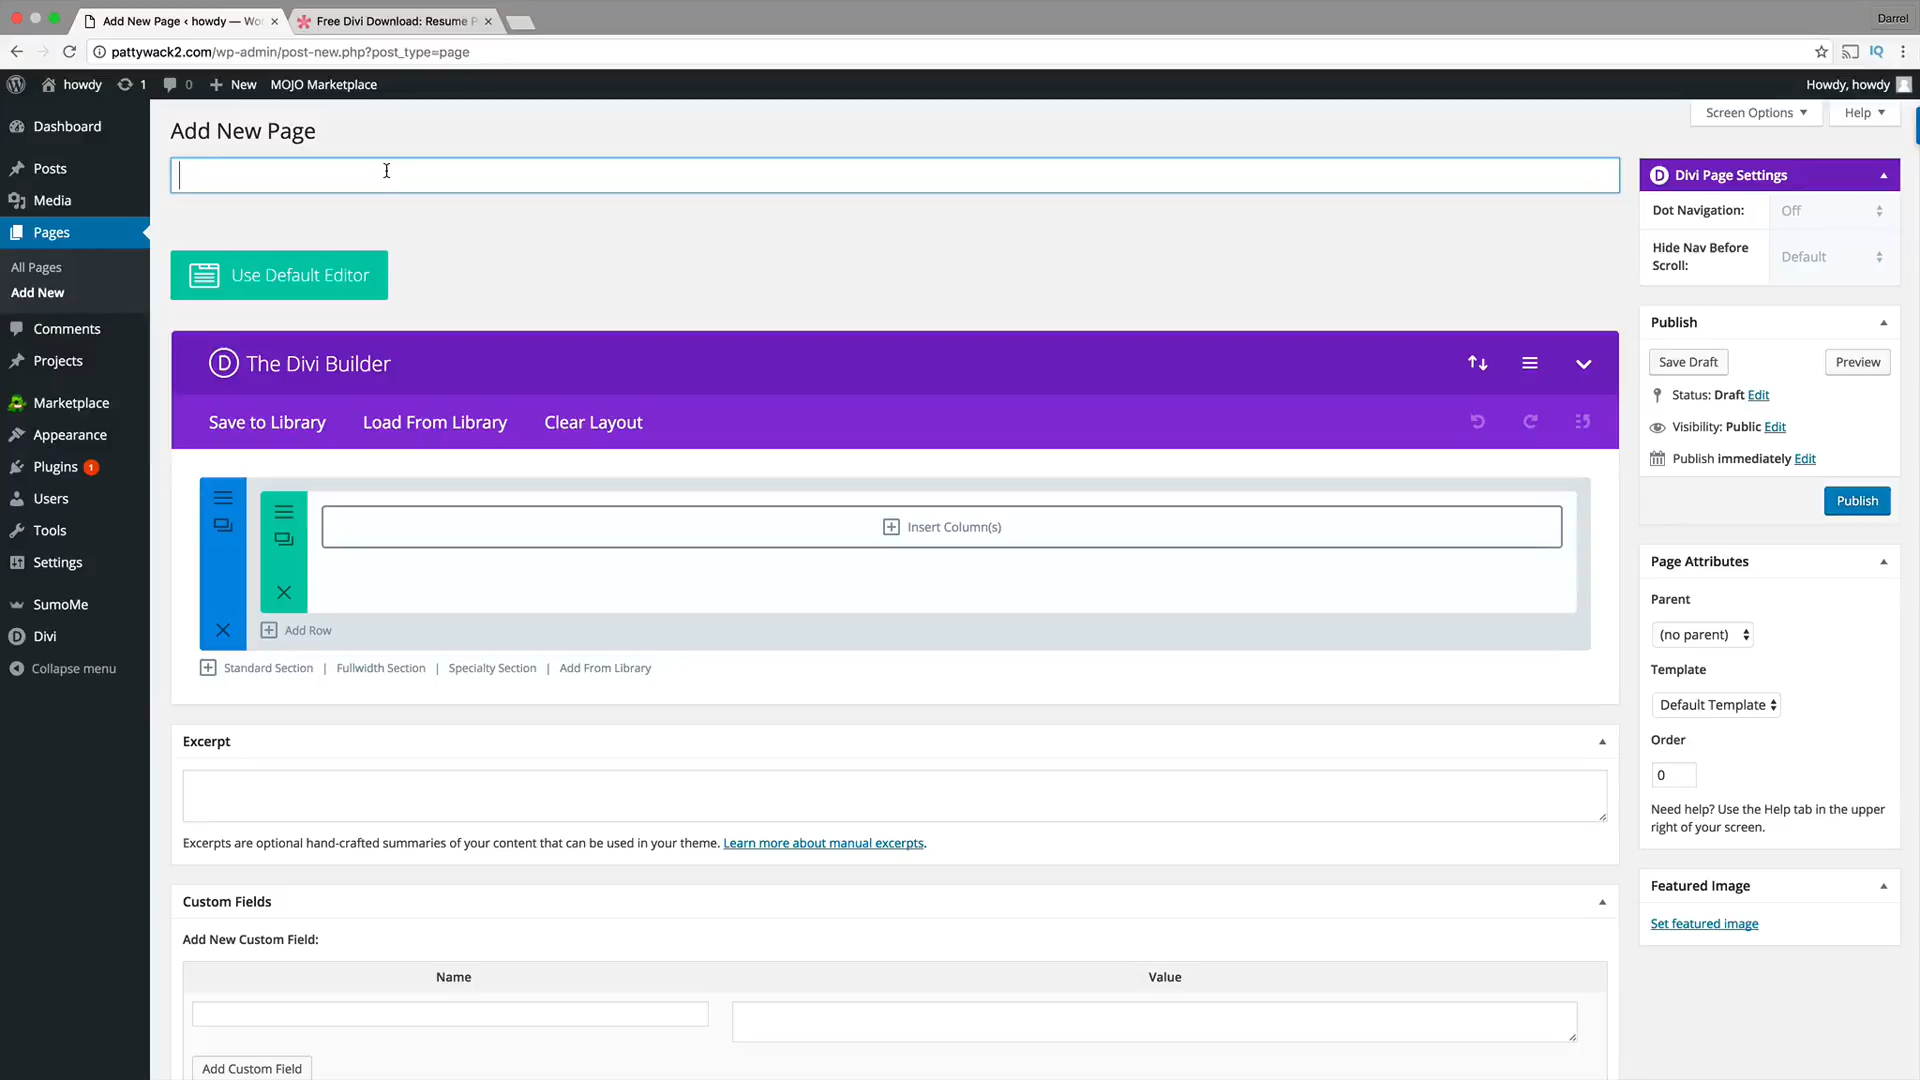 Add New Page ‹ howdy — Wo
Free Divi Download: Resume P
Darrel
pattywack2.com/wp-admin/post-new.php?post_type=page
IQ
howdy
1
0
New
MOJO Marketplace
Howdy, howdy
Dashboard
Posts
Media
Pages
All Pages
Add New
Comments
Projects
Marketplace
Appearance
Plugins 1
Users
Tools
Settings
SumoMe
Divi
Collapse menu
Add New Page
Screen Options
Help
Use Default Editor
D The Divi Builder
Save to Library
Load From Library
Clear Layout
Insert Column(s)
Add Row
Standard Section | Fullwidth Section | Specialty Section | Add From Library
Excerpt
Excerpts are optional hand-crafted summaries of your content that can be used in your theme. Learn more about manual excerpts.
Custom Fields
Add New Custom Field:
Name
Value
Add Custom Field
D Divi Page Settings
Dot Navigation: Off
Hide Nav Before
Scroll:
Default
Publish
Save Draft
Preview
Status: Draft Edit
Visibility: Public Edit
Publish immediately Edit
Publish
Page Attributes
Parent
(no parent)
Template
Default Template
Order
0
Need help? Use the Help tab in the upper
right of your screen.
Featured Image
Set featured image